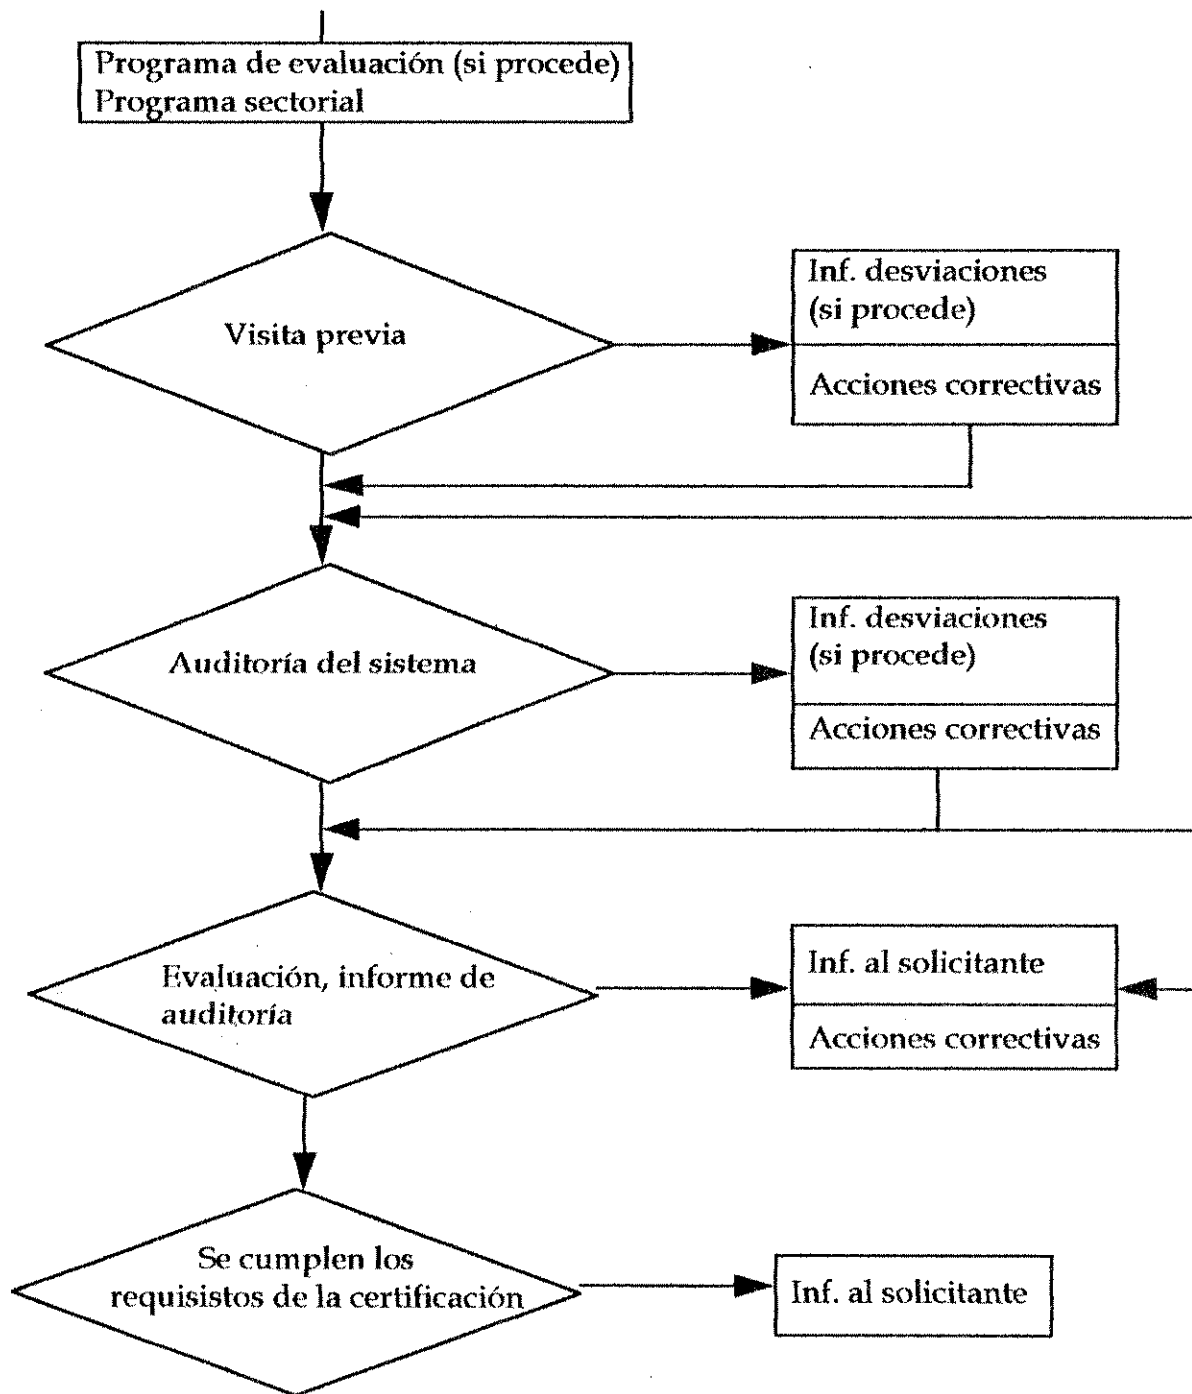 Programa de evaluación (si procede)
Programa sectorial
Visita previa
Inf. desviaciones
(si procede)
Acciones correctivas
Auditoría del sistema
Inf. desviaciones
(si procede)
Acciones correctivas
Evaluación, informe de
auditoría
Inf. al solicitante
Acciones correctivas
Se cumplen los
requisistos de la certificación
Inf. al solicitante